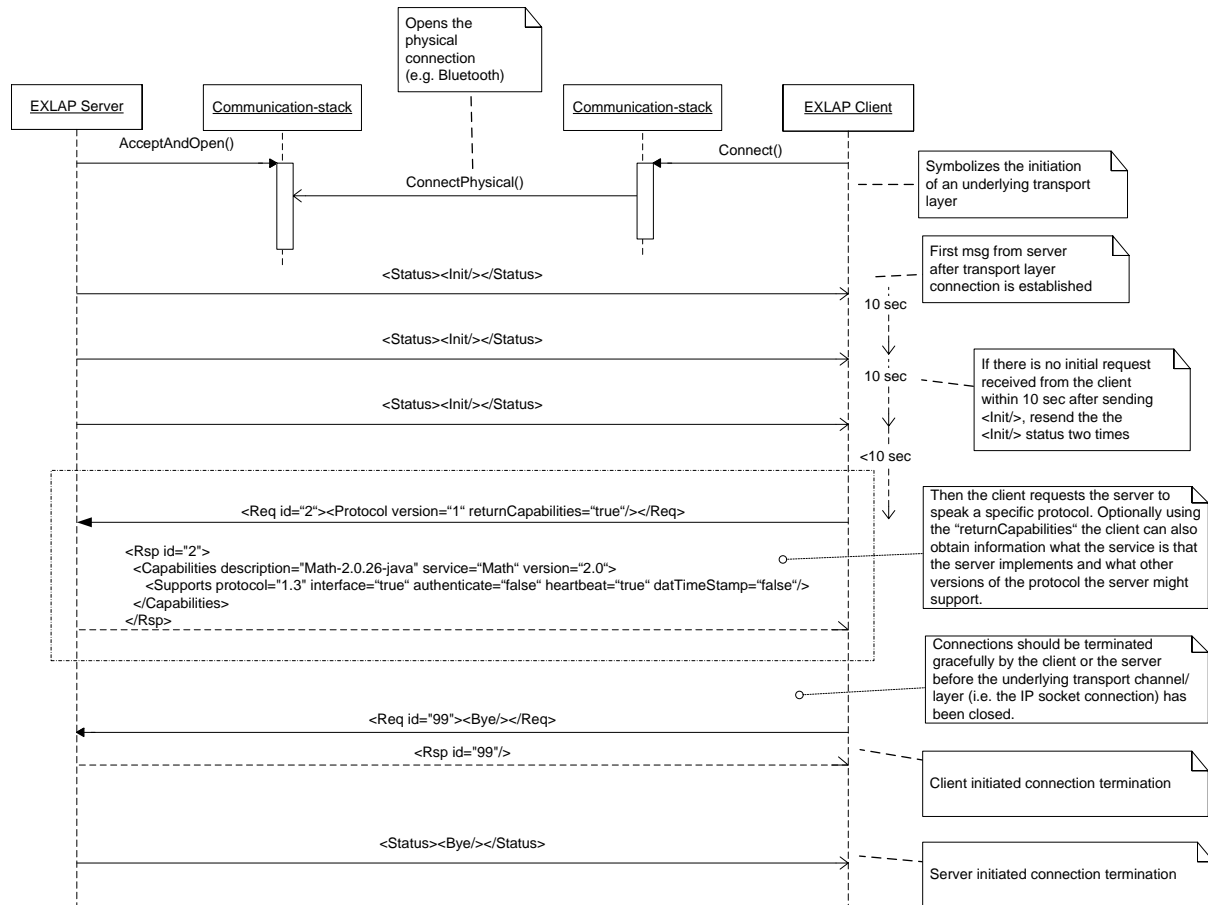 Opens the
physical
connection
(e.g. Bluetooth)
EXLAP Server
Communication-stack
Communication-stack
EXLAP Client
AcceptAndOpen()
Connect()
ConnectPhysical()
Symbolizes the initiation
of an underlying transport
layer
First msg from server
after transport layer
connection is established
<Status><Init/></Status>
10 sec
<Status><Init/></Status>
10 sec
If there is no initial request
received from the client
within 10 sec after sending
<Init/>, resend the the
<Init/> status two times
<Status><Init/></Status>
<10 sec
<Req id="2“><Protocol version=“1“ returnCapabilities=“true“/></Req>
Then the client requests the server to
speak a specific protocol. Optionally using
the “returnCapabilities“ the client can also
obtain information what the service is that
the server implements and what other
versions of the protocol the server might
support.
<Rsp id="2">
<Capabilities description="Math-2.0.26-java" service=“Math“ version=“2.0“>
<Supports protocol="1.3" interface=“true“ authenticate=“false“ heartbeat=“true“ datTimeStamp=“false“/>
</Capabilities>
</Rsp>
Connections should be terminated
gracefully by the client or the server
before the underlying transport channel/
layer (i.e. the IP socket connection) has
been closed.
<Req id="99"><Bye/></Req>
<Rsp id="99"/>
Client initiated connection termination
<Status><Bye/></Status>
Server initiated connection termination